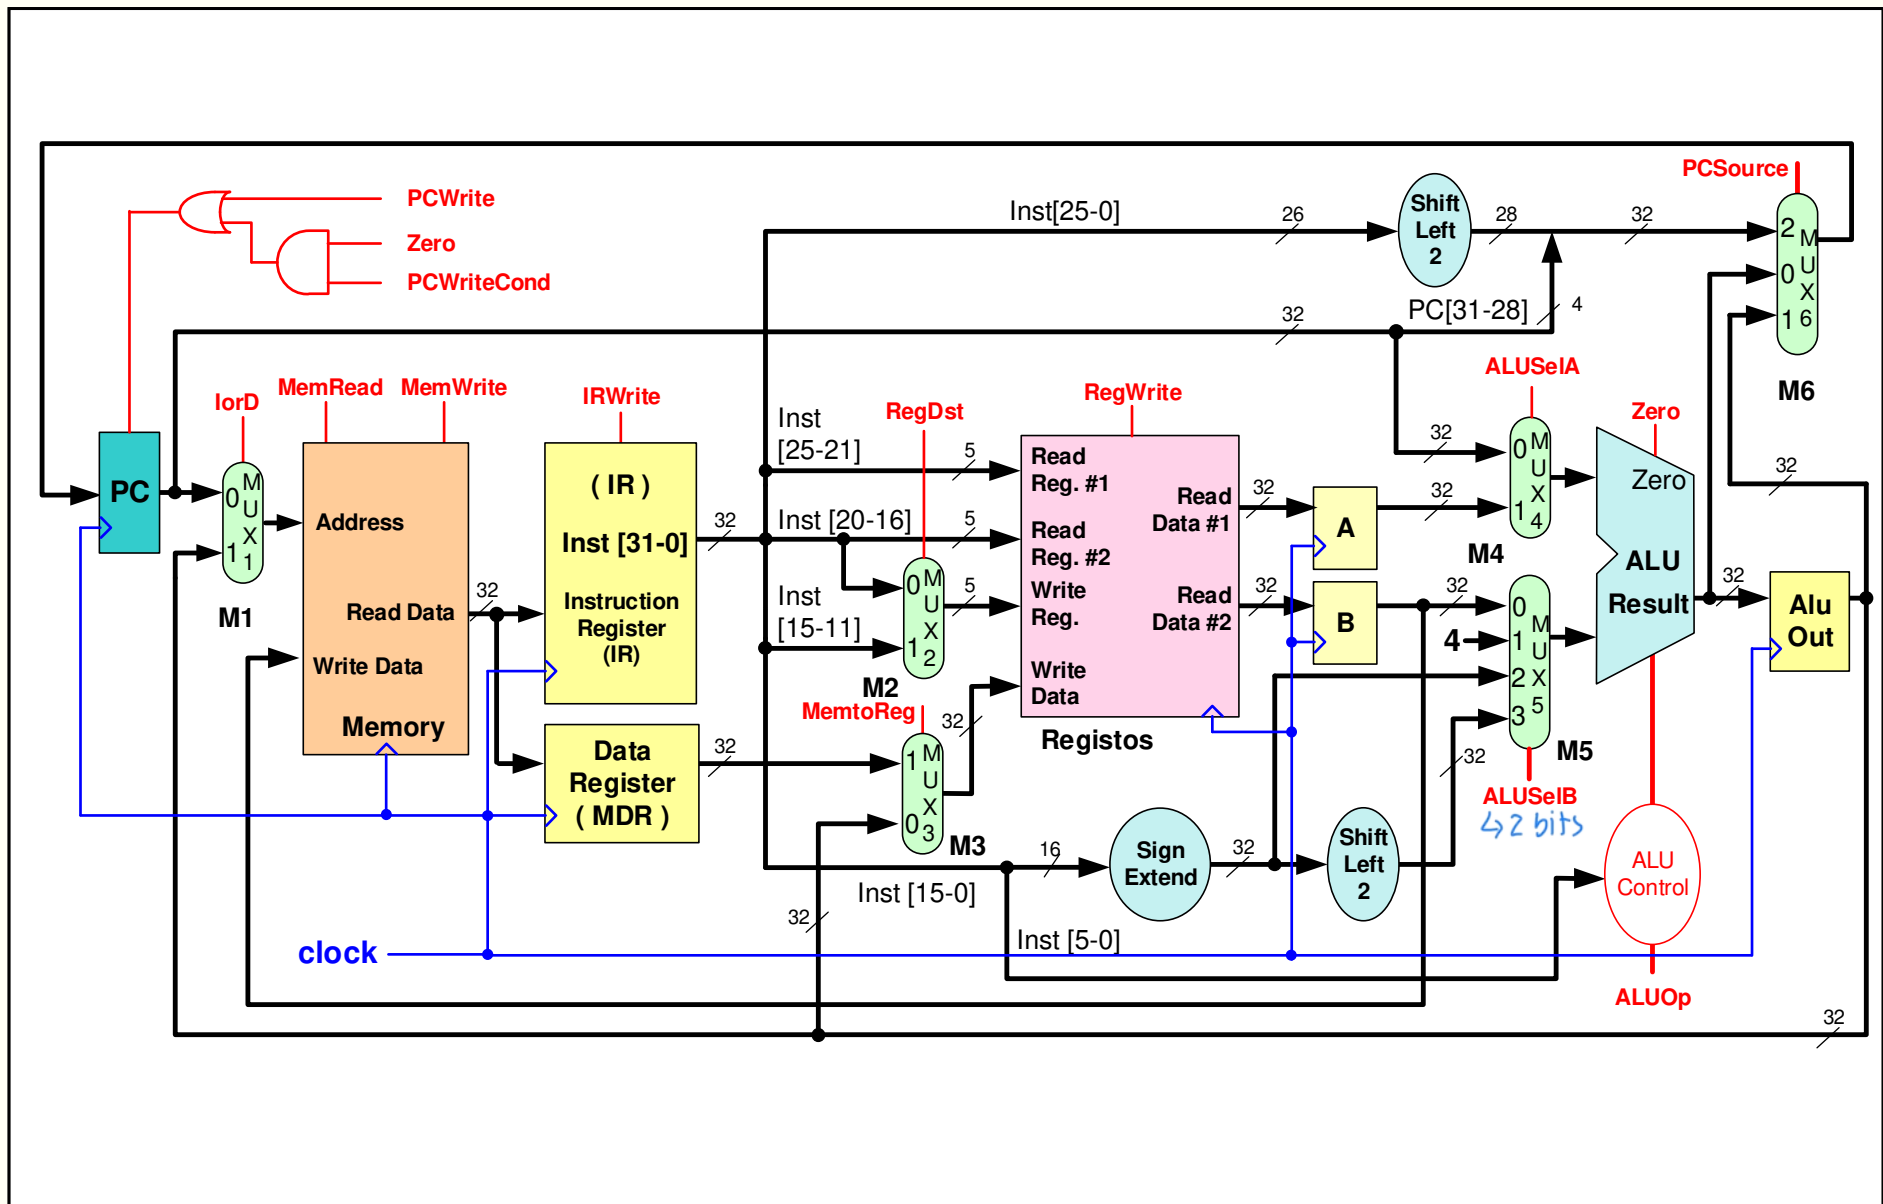 PCSource
Inst[25-0]
26
Shift
Left
2
28
32
2
0
1
M
U
X
6
M6
PCWrite
Zero
PCWriteCond
PC[31-28]
4
32
IorD
MemRead
MemWrite
IRWrite
RegDst
RegWrite
ALUSelA
Zero
PC
0
1
M
U
X
1
M1
Address
Read Data
Write Data
Memory
32
( IR )
Inst [31-0]
Instruction
Register
(IR)
32
Data
Register
( MDR )
32
Inst
[25-21]
5
Inst [20-16]
5
Inst
[15-11]
0
1
M
U
X
2
M2
5
MemtoReg
1
0
M
U
X
3
M3
32
Read
Reg. #1
Read
Reg. #2
Write
Reg.
Write
Data
Read
Data #1
Read
Data #2
Registos
32
32
A
B
32
32
32
0
1
M
U
X
4
M4
4
0
1
2
3
M
U
X
5
M5
ALUSelB
↳2 bits
Zero
ALU
Result
32
Alu
Out
32
Inst [15-0]
16
Sign
Extend
32
Shift
Left
2
32
ALU
Control
ALUOp
Inst [5-0]
clock
32
32